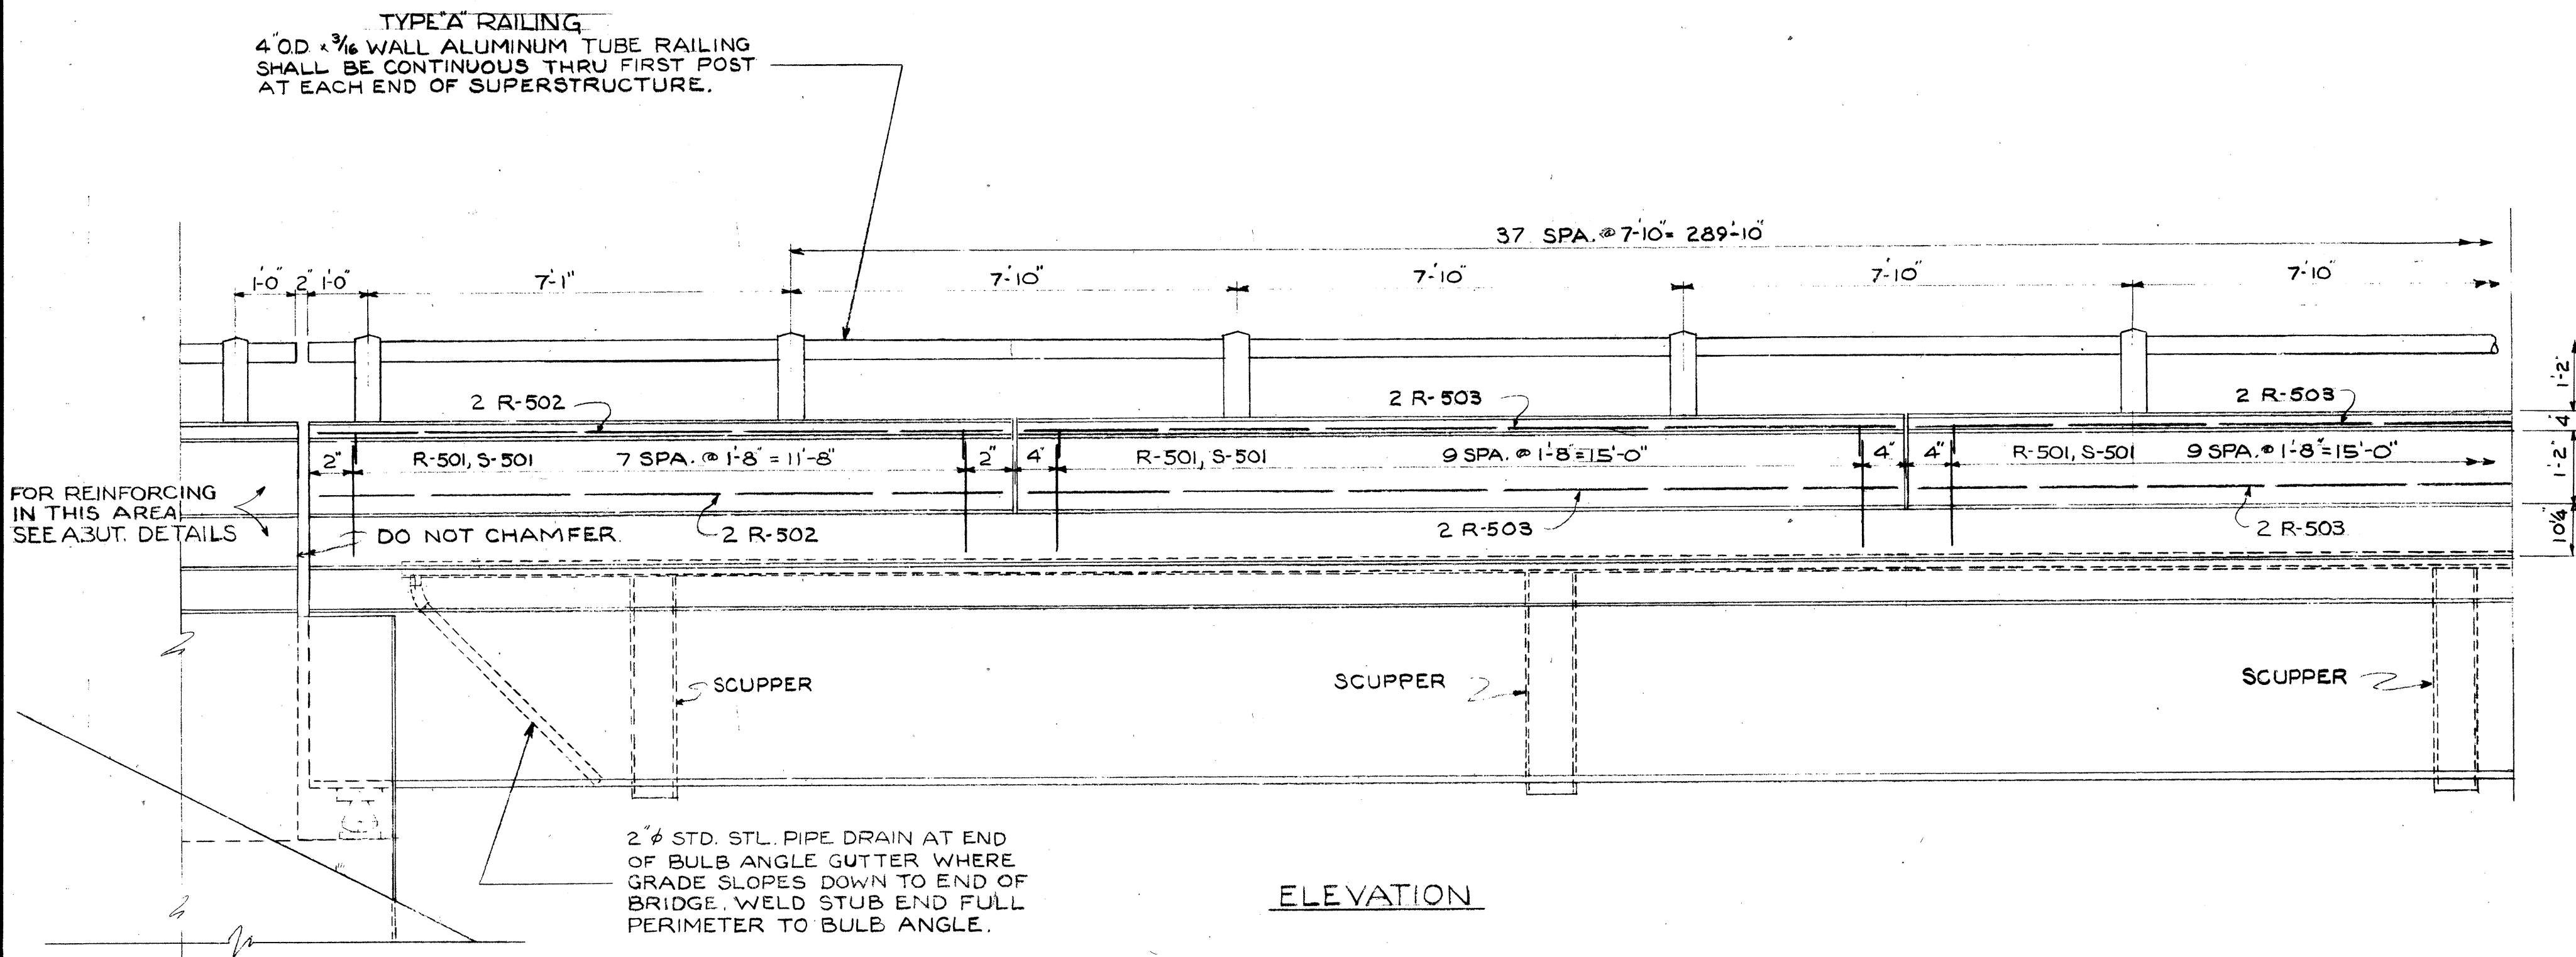 TYPE "A" RAILING
4" O.D. x 3/16 WALL ALUMINUM TUBE RAILING
SHALL BE CONTINUOUS THRU FIRST POST
AT EACH END OF SUPERSTRUCTURE.
37 SPA. @ 7'-10" = 289'-10"
1'-0" 2" 1'-0" 7'-1" 7'-10" 7'-10" 7'-10" 7'-10"
1'-2"
2 R-502 2 R-503 2 R-503
4"
2" R-501, S-501 7 SPA. @ 1'-8" = 11'-8" 2" 4" R-501, S-501 9 SPA. @ 1'-8" = 15'-0" 4" 4" R-501, S-501 9 SPA. @ 1'-8" = 15'-0"
1'-2"
FOR REINFORCING
IN THIS AREA
SEE ABUT. DETAILS
DO NOT CHAMFER. 2 R-502 2 R-503 2 R-503
10 1/4"
SCUPPER SCUPPER SCUPPER
2" ϕ STD. STL. PIPE DRAIN AT END
OF BULB ANGLE GUTTER WHERE
GRADE SLOPES DOWN TO END OF
BRIDGE. WELD STUB END FULL
PERIMETER TO BULB ANGLE.
ELEVATION